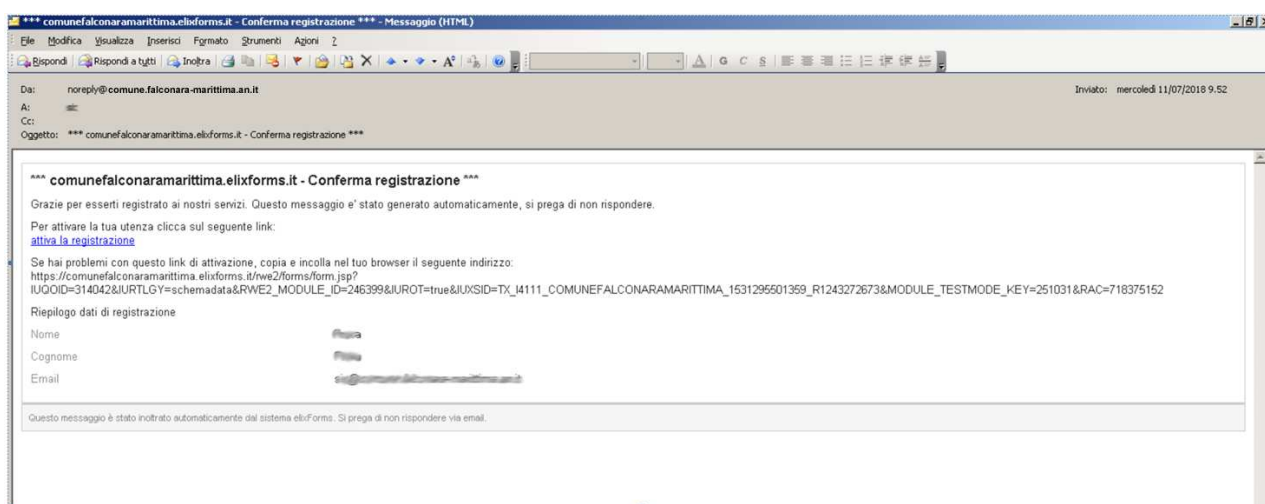 *** comunefalconaramarittima.elixforms.it - Conferma registrazione *** - Messaggio (HTML)
File Modifica Visualizza Inserisci Formato Strumenti Azioni ?
Rispondi Rispondi a tutti Inoltra G C S
Da: noreply@comune.falconara-marittima.an.it Inviato: mercoledì 11/07/2018 9.52
A:
Cc:
Oggetto: *** comunefalconaramarittima.elixforms.it - Conferma registrazione ***
*** comunefalconaramarittima.elixforms.it - Conferma registrazione ***
Grazie per esserti registrato ai nostri servizi. Questo messaggio e' stato generato automaticamente, si prega di non rispondere.
Per attivare la tua utenza clicca sul seguente link:
attiva la registrazione
Se hai problemi con questo link di attivazione, copia e incolla nel tuo browser il seguente indirizzo:
https://comunefalconaramarittima.elixforms.it/rwe2/forms/form.jsp?
IUQOID=314042&IURTLGY=schemadata&RWE2_MODULE_ID=246399&IUROT=true&IUXSID=TX_I4111_COMUNEFALCONARAMARITTIMA_1531295501359_R1243272673&MODULE_TESTMODE_KEY=251031&RAC=718375152
Riepilogo dati di registrazione
Nome
Cognome
Email
Questo messaggio è stato inoltrato automaticamente dal sistema elixForms. Si prega di non rispondere via email.